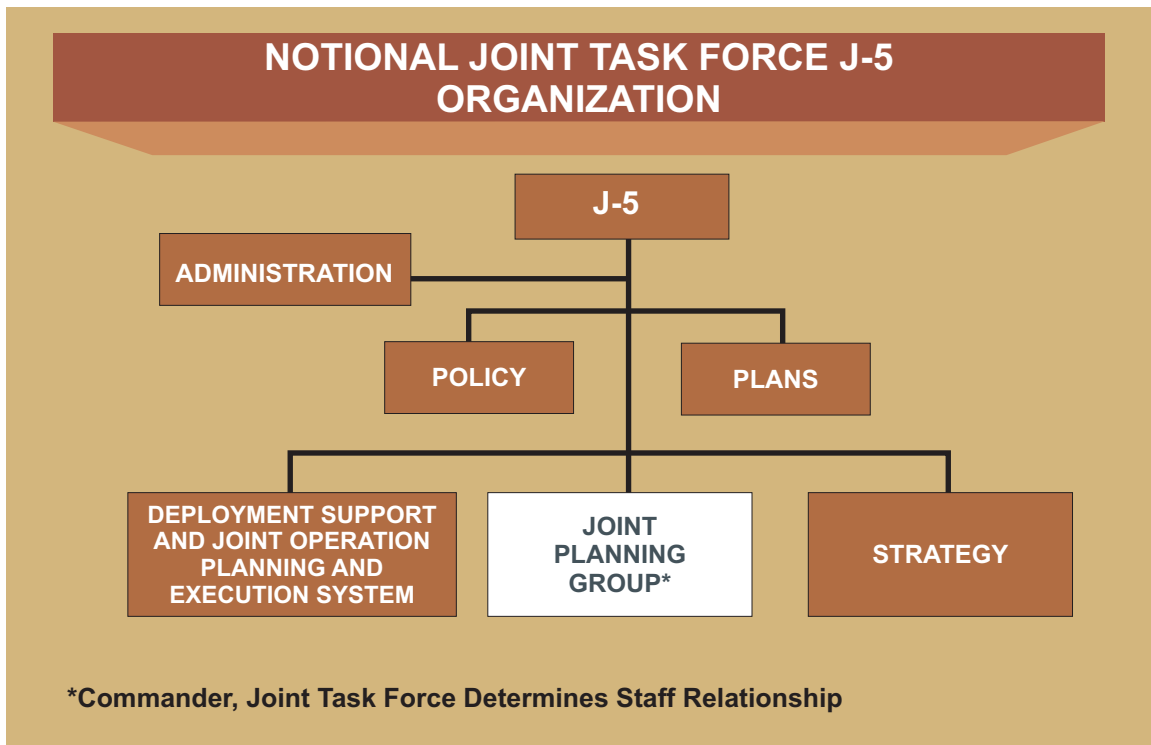 NOTIONAL JOINT TASK FORCE J-5
ORGANIZATION
J-5
ADMINISTRATION
POLICY
PLANS
DEPLOYMENT SUPPORT
AND JOINT OPERATION
PLANNING AND
EXECUTION SYSTEM
JOINT
PLANNING
GROUP*
STRATEGY
*Commander, Joint Task Force Determines Staff Relationship